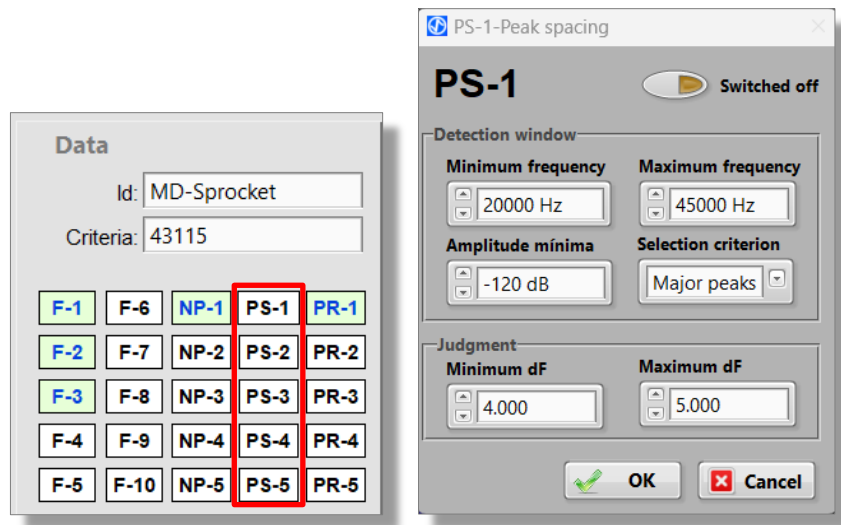 Data
Id: MD-Sprocket
Criteria: 43115
F-1 F-6 NP-1 PS-1 PR-1
F-2 F-7 NP-2 PS-2 PR-2
F-3 F-8 NP-3 PS-3 PR-3
F-4 F-9 NP-4 PS-4 PR-4
F-5 F-10 NP-5 PS-5 PR-5
PS-1-Peak spacing
PS-1 Switched off
Detection window
Minimum frequency Maximum frequency
20000 Hz 45000 Hz
Amplitude mínima Selection criterion
-120 dB Major peaks
Judgment
Minimum dF Maximum dF
4.000 5.000
OK Cancel